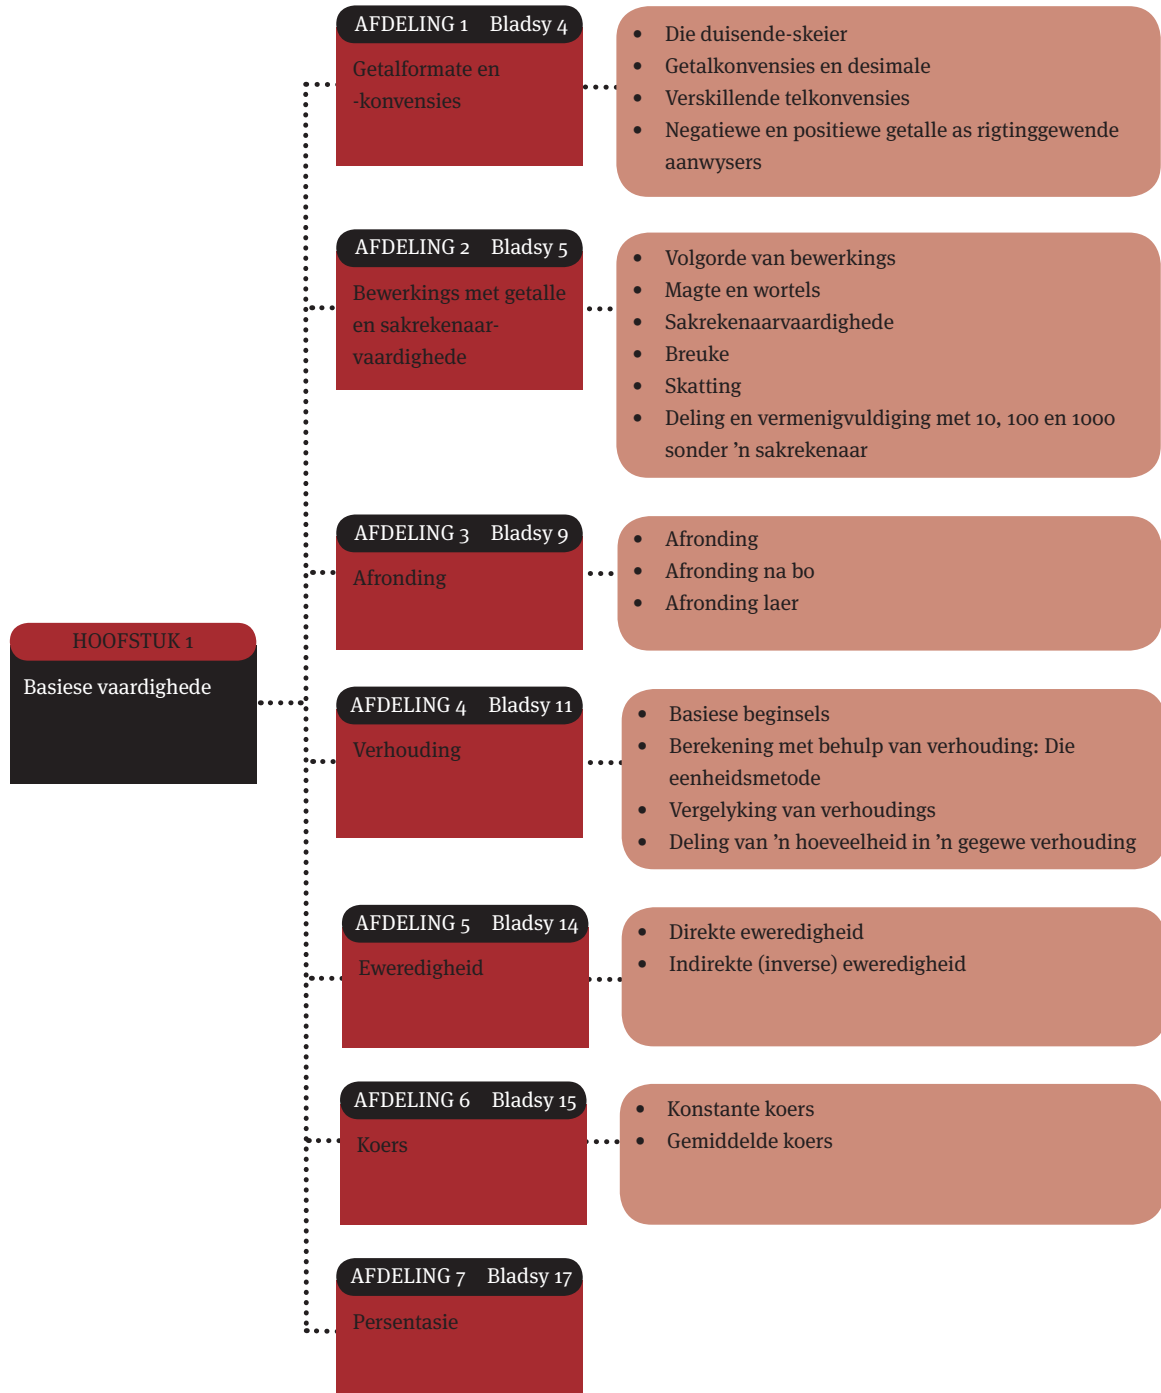 HOOFSTUK 1
Basiese vaardighede
AFDELING 1 Bladsy 4
Getalformate en
-konvensies
• Die duisende-skeier
• Getalkonvensies en desimale
• Verskillende telkonvensies
• Negatiewe en positiewe getalle as rigtinggewende
aanwysers
AFDELING 2 Bladsy 5
Bewerkings met getalle
en sakrekenaar-
vaardighede
• Volgorde van bewerkings
• Magte en wortels
• Sakrekenaarvaardighede
• Breuke
• Skatting
• Deling en vermenigvuldiging met 10, 100 en 1000
sonder ’n sakrekenaar
AFDELING 3 Bladsy 9
Afronding
• Afronding
• Afronding na bo
• Afronding laer
AFDELING 4 Bladsy 11
Verhouding
• Basiese beginsels
• Berekening met behulp van verhouding: Die
eenheidsmetode
• Vergelyking van verhoudings
• Deling van ’n hoeveelheid in ’n gegewe verhouding
AFDELING 5 Bladsy 14
Eweredigheid
• Direkte eweredigheid
• Indirekte (inverse) eweredigheid
AFDELING 6 Bladsy 15
Koers
• Konstante koers
• Gemiddelde koers
AFDELING 7 Bladsy 17
Persentasie